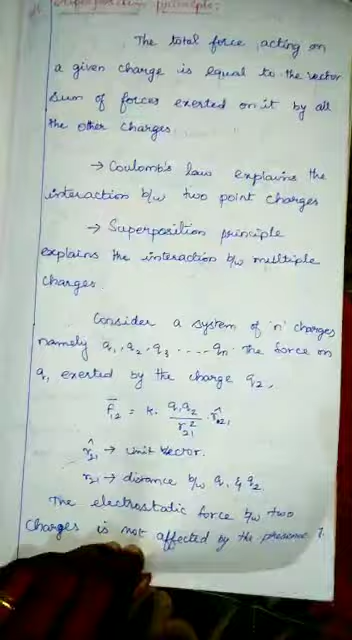 Superposition principle:
The total force, acting on
a given charge is equal to the vector
sum of forces exerted on it by all
the other charges.
→ Coulomb's law explains the
interaction b/w two point charges
→ Superposition principle
explains the interaction b/w multiple
charges.
Consider a system of 'n' charges
namely q₁, q₂, q₃ ..... qn. The force on
q₁ exerted by the charge q₂,
F̄₁₂ = K. q₁q₂/r₂₁² . r̂₂₁
r̂₂₁ → unit vector.
r₂₁ → distance b/w q₁ & q₂
The electrostatic force b/w two
charges is not affected by the presence